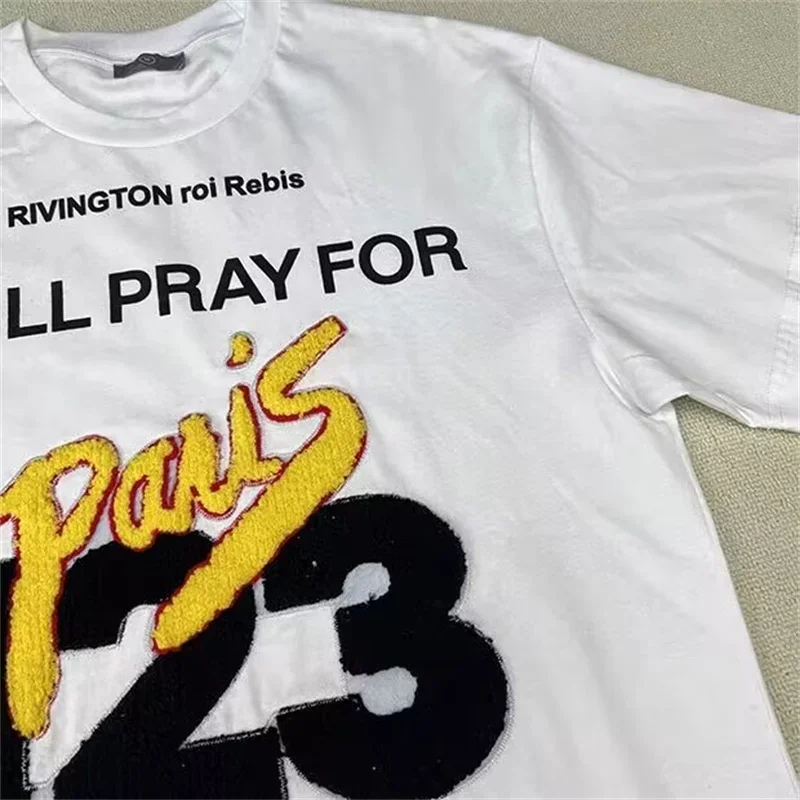 RIVINGTON roi Rebis
LL PRAY FOR
Paris
23